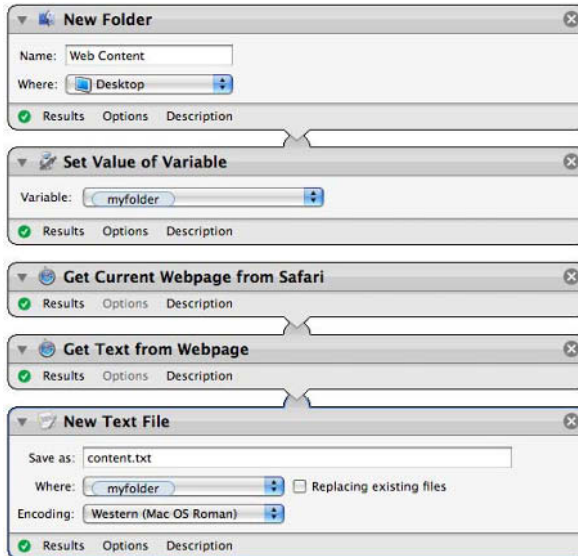 New Folder
Name: Web Content
Where: Desktop
Results Options Description
Set Value of Variable
Variable: myfolder
Results Options Description
Get Current Webpage from Safari
Results Options Description
Get Text from Webpage
Results Options Description
New Text File
Save as: content.txt
Where: myfolder Replacing existing files
Encoding: Western (Mac OS Roman)
Results Options Description